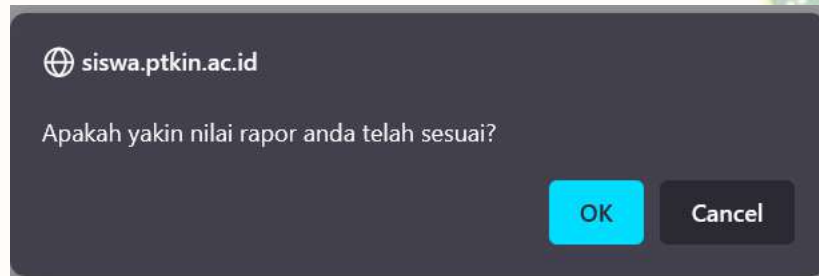 siswa.ptkin.ac.id
Apakah yakin nilai rapor anda telah sesuai?
OK
Cancel